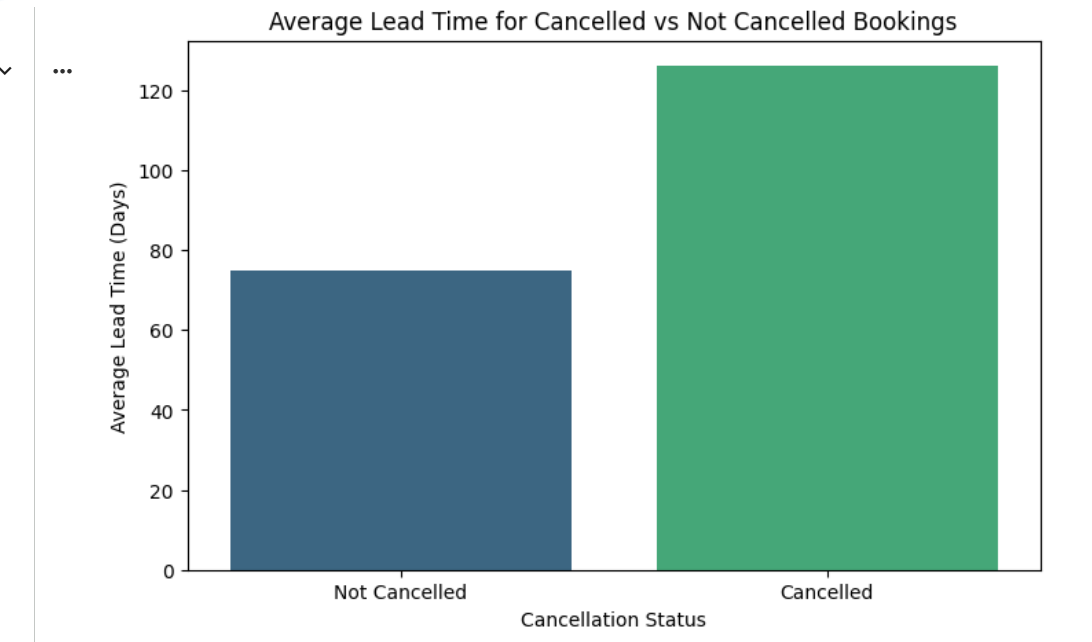 Average Lead Time for Cancelled vs Not Cancelled Bookings
Average Lead Time (Days)
120
100
80
60
40
20
0
Not Cancelled
Cancelled
Cancellation Status